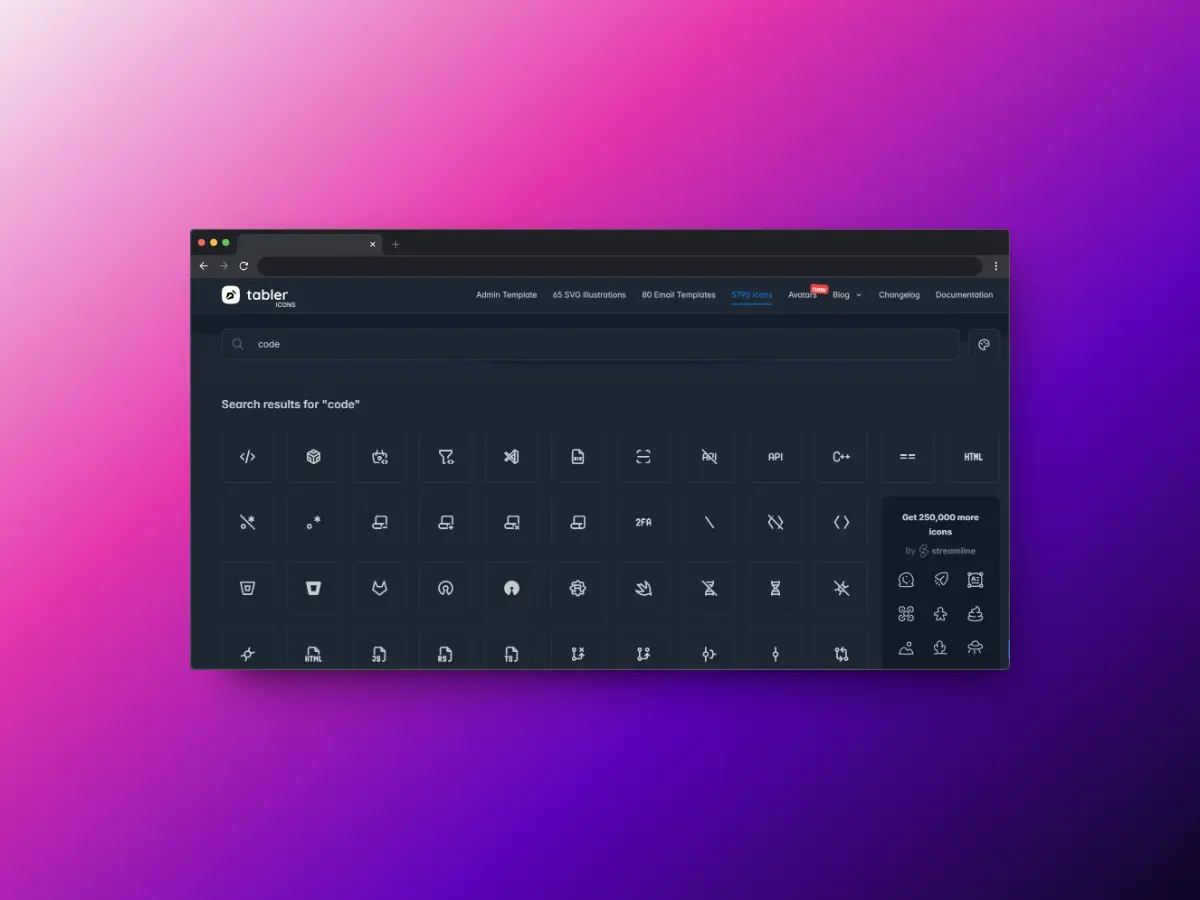 tabler
ICONS
Admin Template
65 SVG Illustrations
80 Email Templates
5790 icons
Avatars
new
Blog
Changelog
Documentation
code
Search results for "code"
API
API
C++
==
HTML
2FA
Get 250,000 more
icons
By streamline
HTML
JS
RS
TS